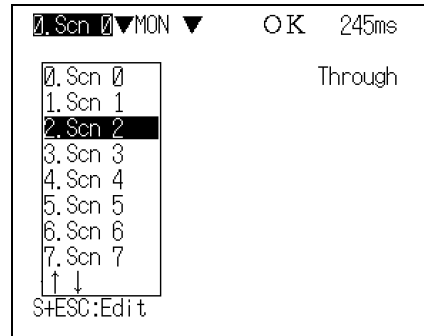 0.Scn 0▼MON ▼ OK 245ms
Through
0.Scn 0
1.Scn 1
2.Scn 2
3.Scn 3
4.Scn 4
5.Scn 5
6.Scn 6
7.Scn 7
↑ ↓
S+ESC:Edit